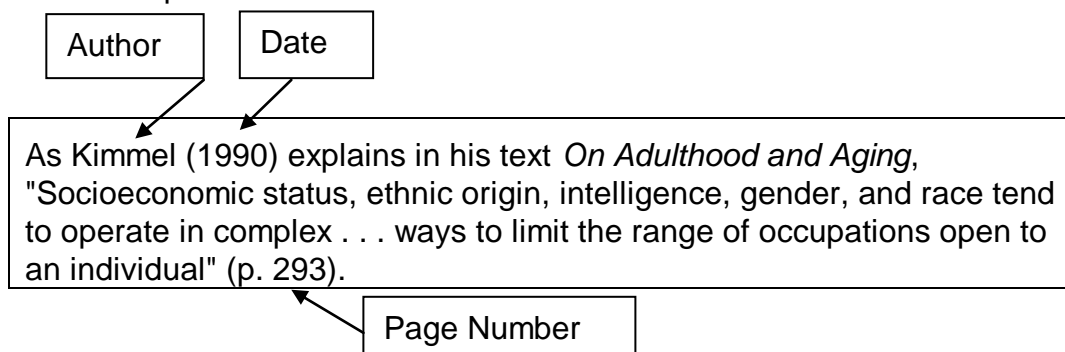 Author
Date
As Kimmel (1990) explains in his text On Adulthood and Aging,
"Socioeconomic status, ethnic origin, intelligence, gender, and race tend
to operate in complex . . . ways to limit the range of occupations open to
an individual" (p. 293).
Page Number